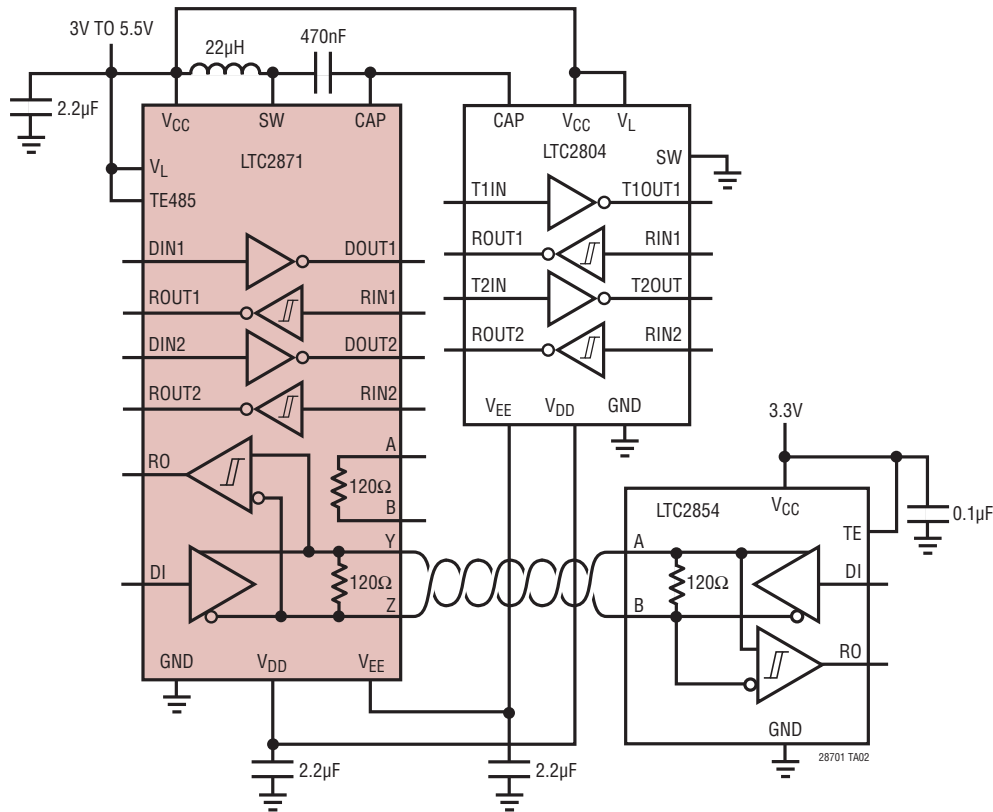 3V TO 5.5V
22µH
470nF
2.2µF
VCC
SW
CAP
LTC2871
VL
TE485
DIN1
DOUT1
ROUT1
RIN1
DIN2
DOUT2
ROUT2
RIN2
RO
A
120Ω
B
Y
DI
120Ω
Z
GND
VDD
VEE
2.2µF
2.2µF
CAP
VCC
VL
LTC2804
SW
T1IN
T1OUT1
ROUT1
RIN1
T2IN
T2OUT
ROUT2
RIN2
VEE
VDD
GND
3.3V
VCC
LTC2854
0.1µF
TE
A
120Ω
DI
B
RO
GND
28701 TA02